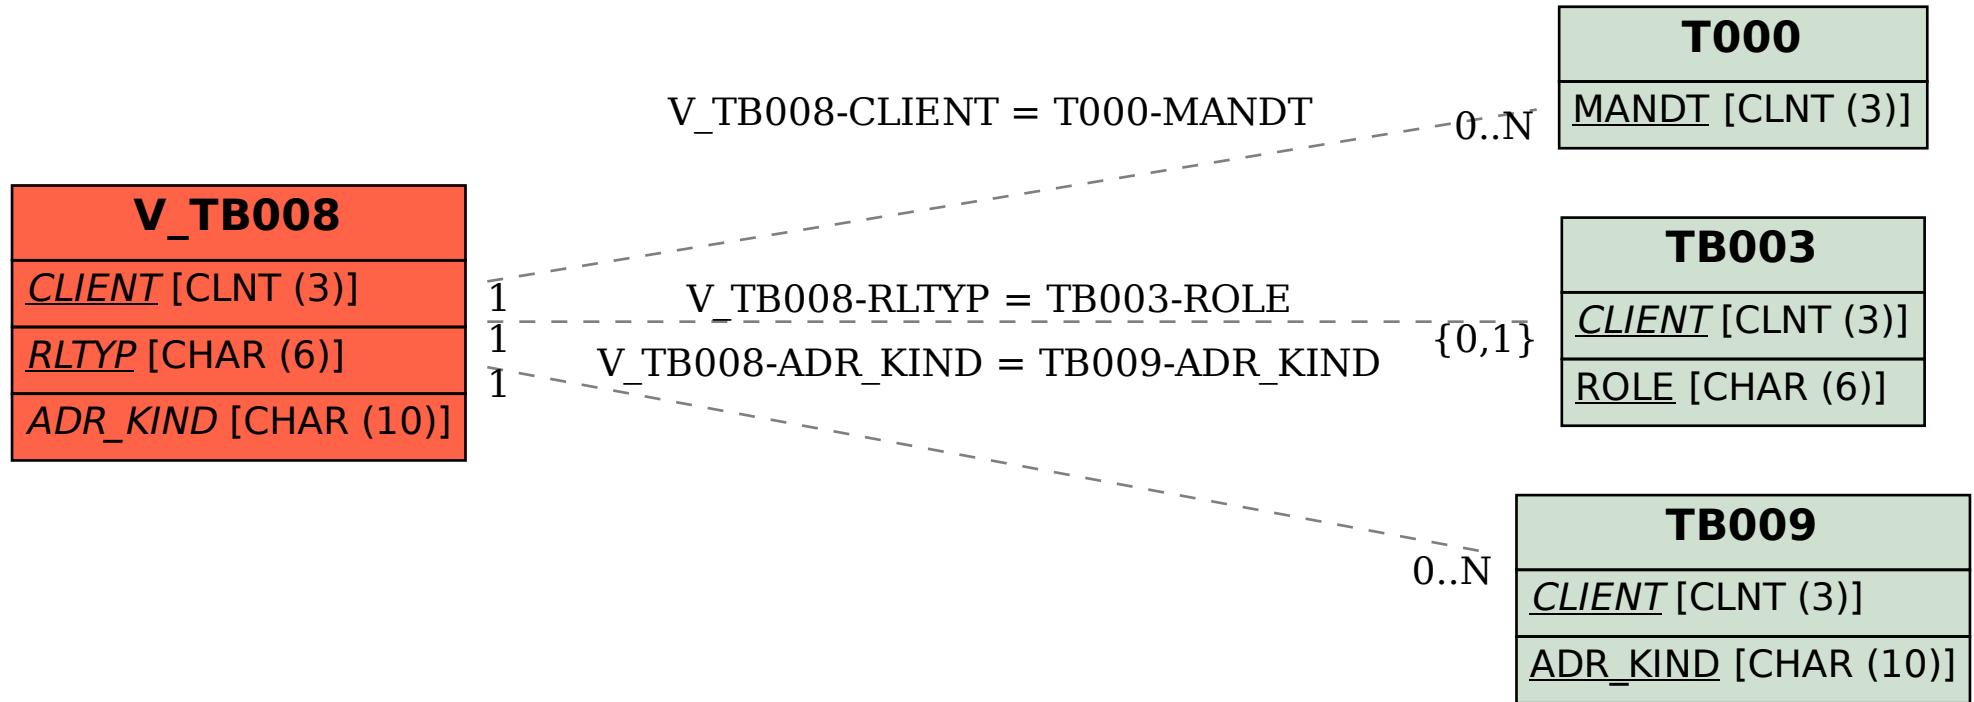 V_TB008
CLIENT [CLNT (3)]
RLTYP [CHAR (6)]
ADR_KIND [CHAR (10)]
V_TB008-CLIENT = T000-MANDT
0..N
1
V_TB008-RLTYP = TB003-ROLE
1
{0,1}
V_TB008-ADR_KIND = TB009-ADR_KIND
1
0..N
T000
MANDT [CLNT (3)]
TB003
CLIENT [CLNT (3)]
ROLE [CHAR (6)]
TB009
CLIENT [CLNT (3)]
ADR_KIND [CHAR (10)]